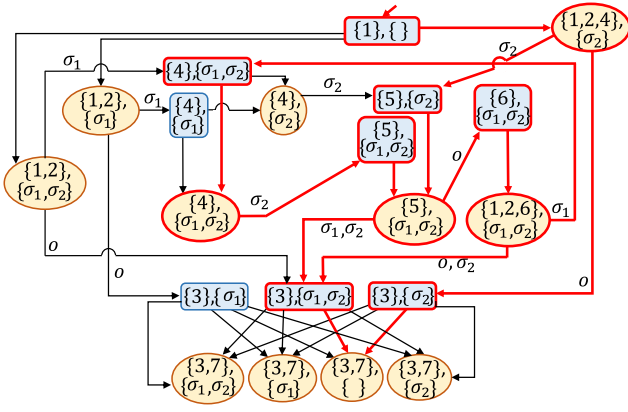 {1},{ }
{1,2,4},
{σ₂}
σ₁
{4},{σ₁,σ₂}
σ₂
{1,2},
{σ₁}
σ₁
{4},
{σ₁}
{4},
{σ₂}
σ₂
{5},{σ₂}
{6},
{σ₁,σ₂}
{5},
{σ₁,σ₂}
o
{1,2},
{σ₁,σ₂}
{4},
{σ₁,σ₂}
σ₂
{5},
{σ₁,σ₂}
{1,2,6},
{σ₁,σ₂}
σ₁
σ₁,σ₂
o
o
o,σ₂
o
{3},{σ₁}
{3},{σ₁,σ₂}
{3},{σ₂}
{3,7},
{σ₁,σ₂}
{3,7},
{σ₁}
{3,7},
{ }
{3,7},
{σ₂}